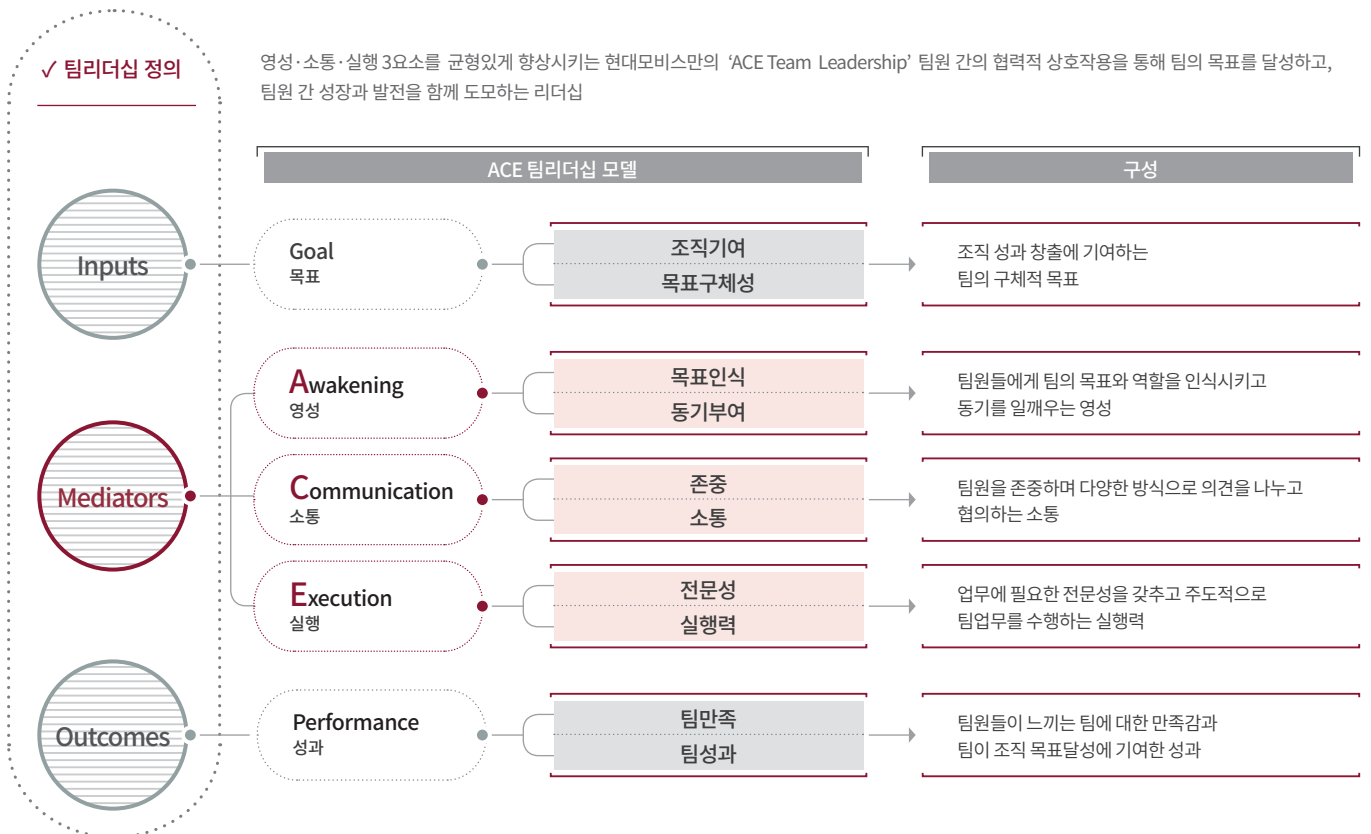 ✓ 팀리더십 정의
영성·소통·실행 3요소를 균형있게 향상시키는 현대모비스만의 ‘ACE Team Leadership’ 팀원 간의 협력적 상호작용을 통해 팀의 목표를 달성하고,
팀원 간 성장과 발전을 함께 도모하는 리더십
ACE 팀리더십 모델
구성
Inputs
Goal
목표
조직기여
목표구체성
조직 성과 창출에 기여하는
팀의 구체적 목표
Mediators
Awakening
영성
목표인식
동기부여
팀원들에게 팀의 목표와 역할을 인식시키고
동기를 일깨우는 영성
Communication
소통
존중
소통
팀원을 존중하며 다양한 방식으로 의견을 나누고
협의하는 소통
Execution
실행
전문성
실행력
업무에 필요한 전문성을 갖추고 주도적으로
팀업무를 수행하는 실행력
Outcomes
Performance
성과
팀만족
팀성과
팀원들이 느끼는 팀에 대한 만족감과
팀이 조직 목표달성에 기여한 성과